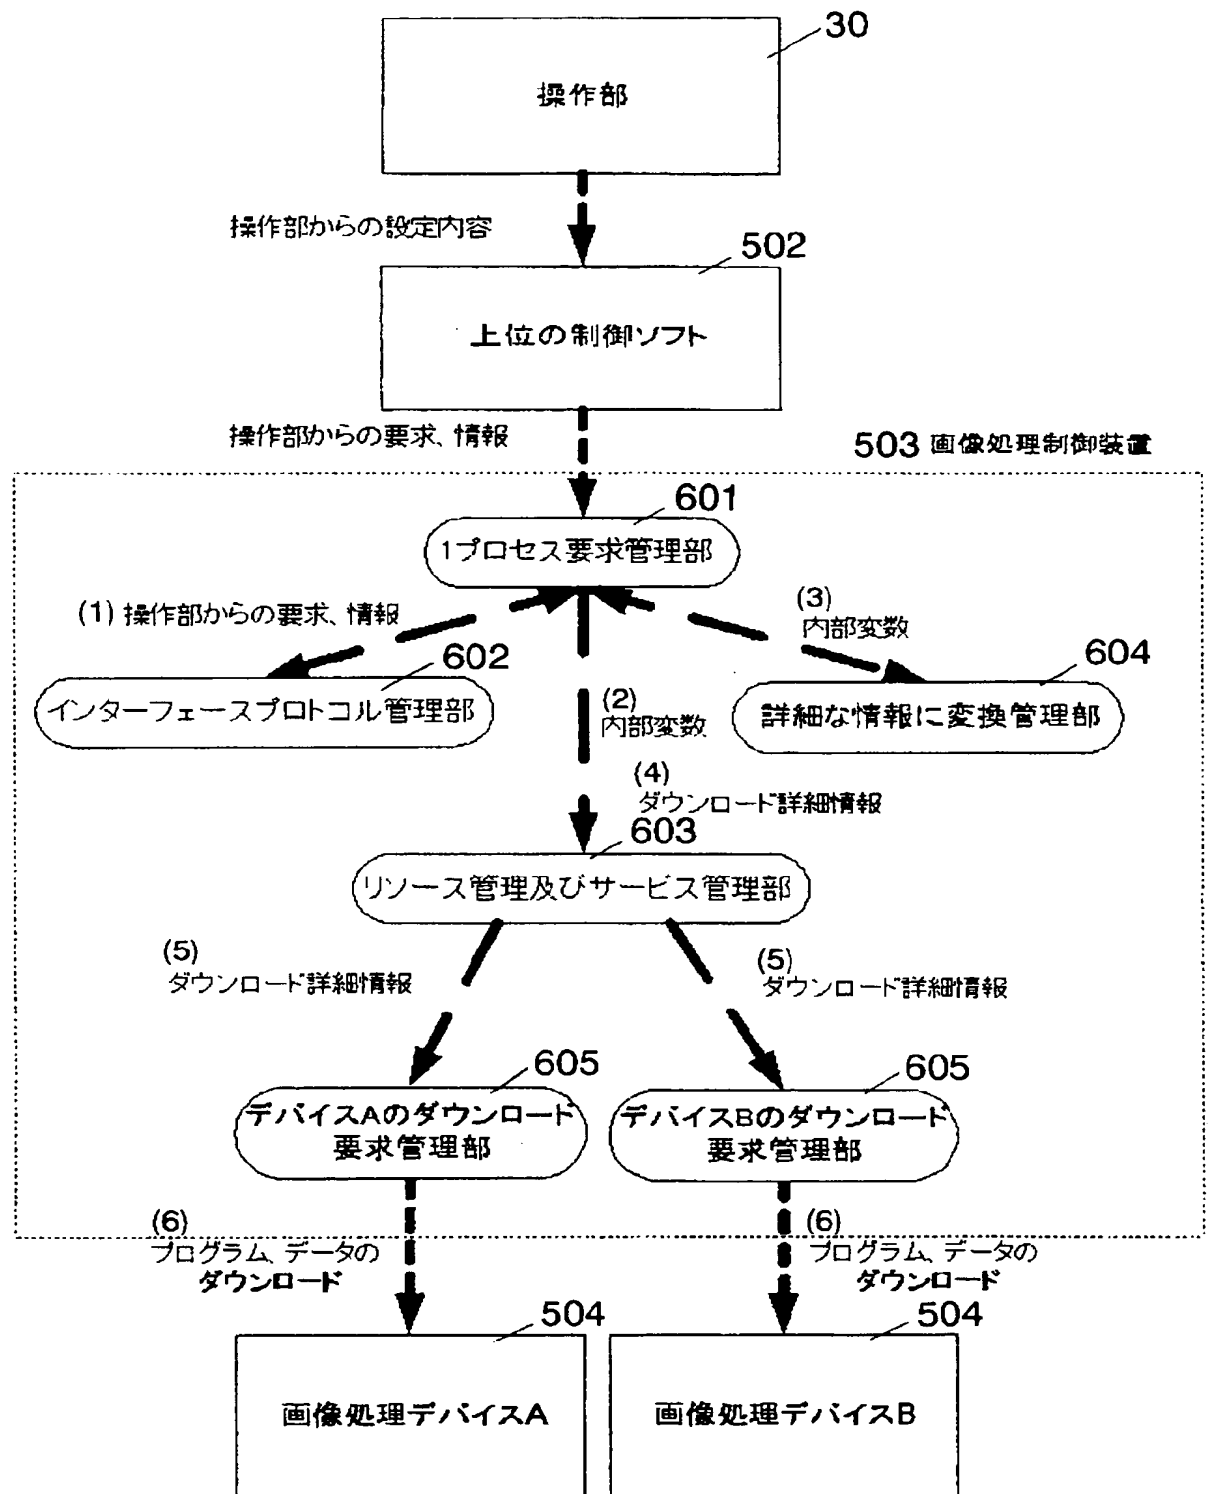 30
操作部
操作部からの設定内容
502
上位の制御ソフト
操作部からの要求、情報
503 画像処理制御装置
601
1プロセス要求管理部
(1) 操作部からの要求、情報
(3)
内部変数
602
604
インターフェースプロトコル管理部
(2)
内部変数
詳細な情報に変換管理部
(4)
ダウンロード詳細情報
603
リソース管理及びサービス管理部
(5)
ダウンロード詳細情報
(5)
ダウンロード詳細情報
605
605
デバイスAのダウンロード
要求管理部
デバイスBのダウンロード
要求管理部
(6)
プログラム、データの
ダウンロード
(6)
プログラム、データの
ダウンロード
504
504
画像処理デバイスA
画像処理デバイスB